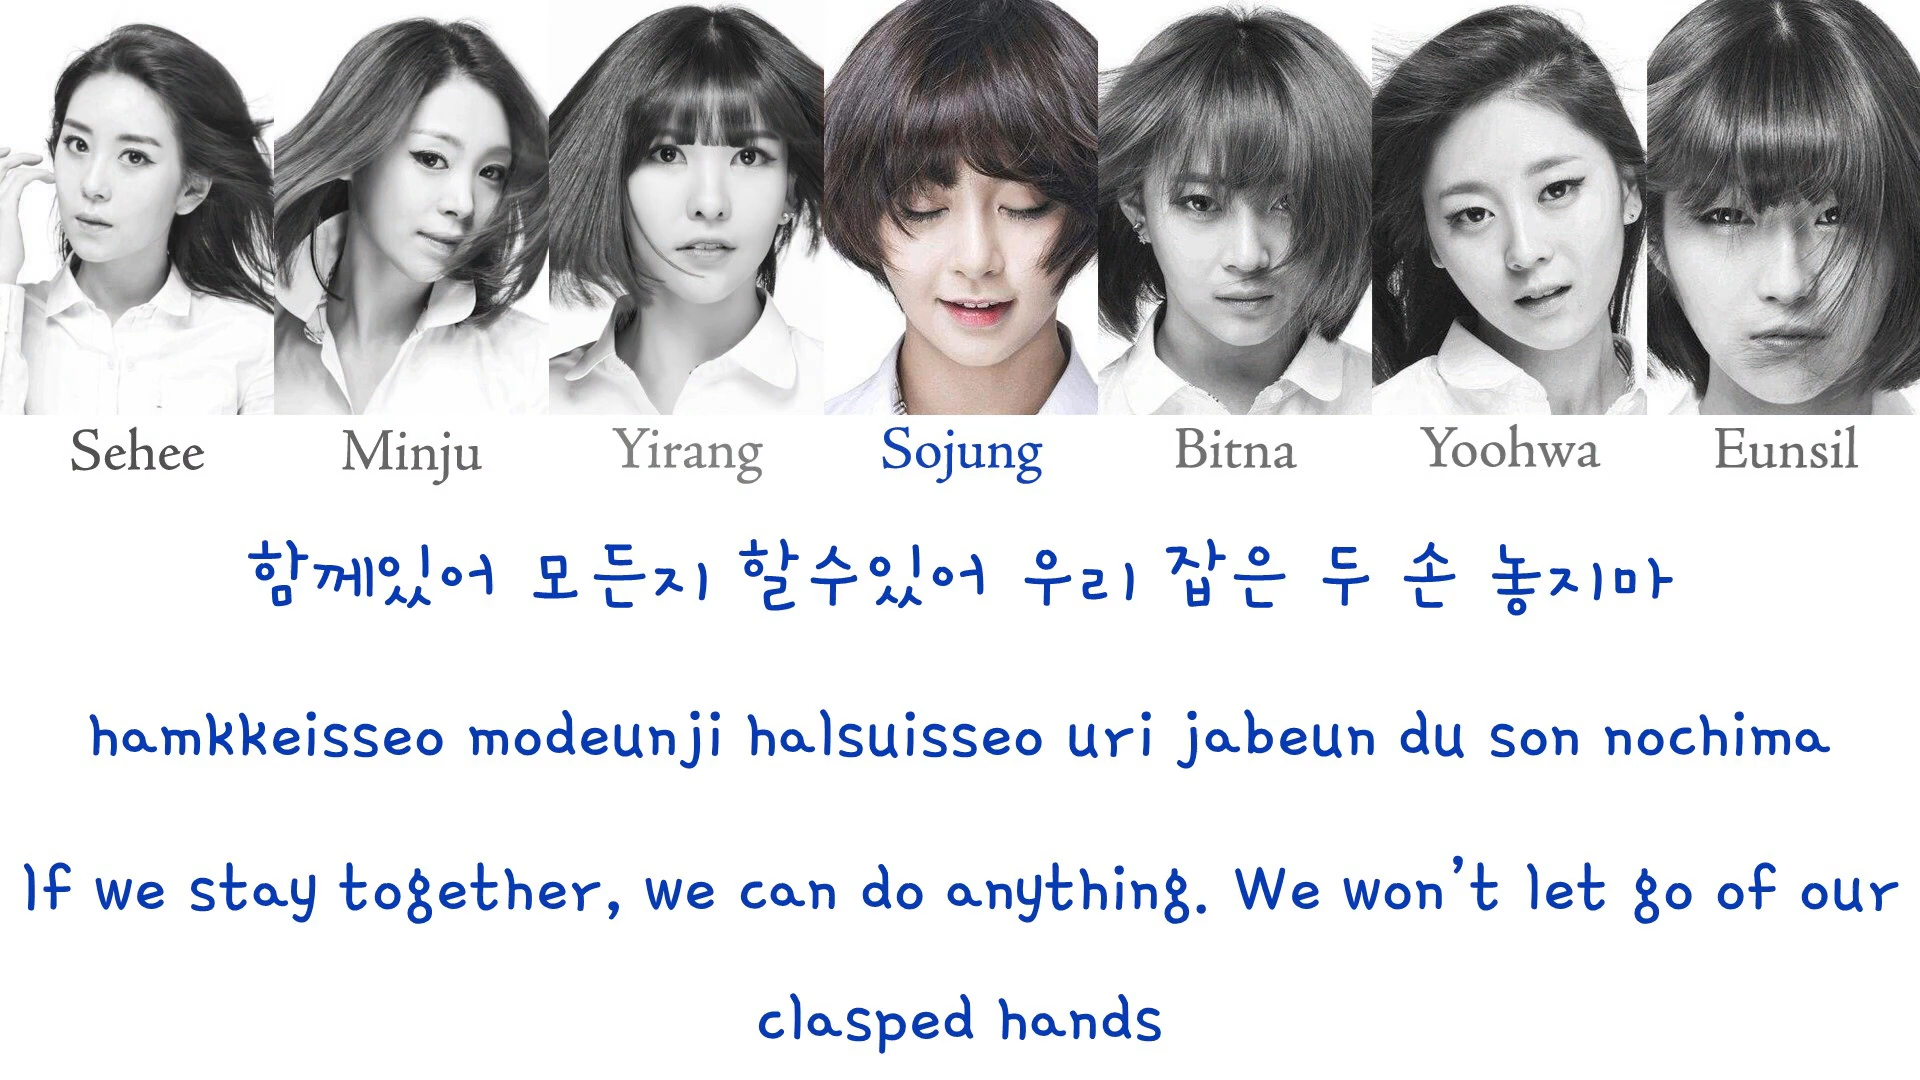 Sehee Minju Yirang Sojung Bitna Yoohwa Eunsil
함께있어 모든지 할수있어 우리 잡은 두 손 놓지마
hamkkeisseo modeunji halsuisseo uri jabeun du son nochima
If we stay together, we can do anything. We won't let go of our
clasped hands